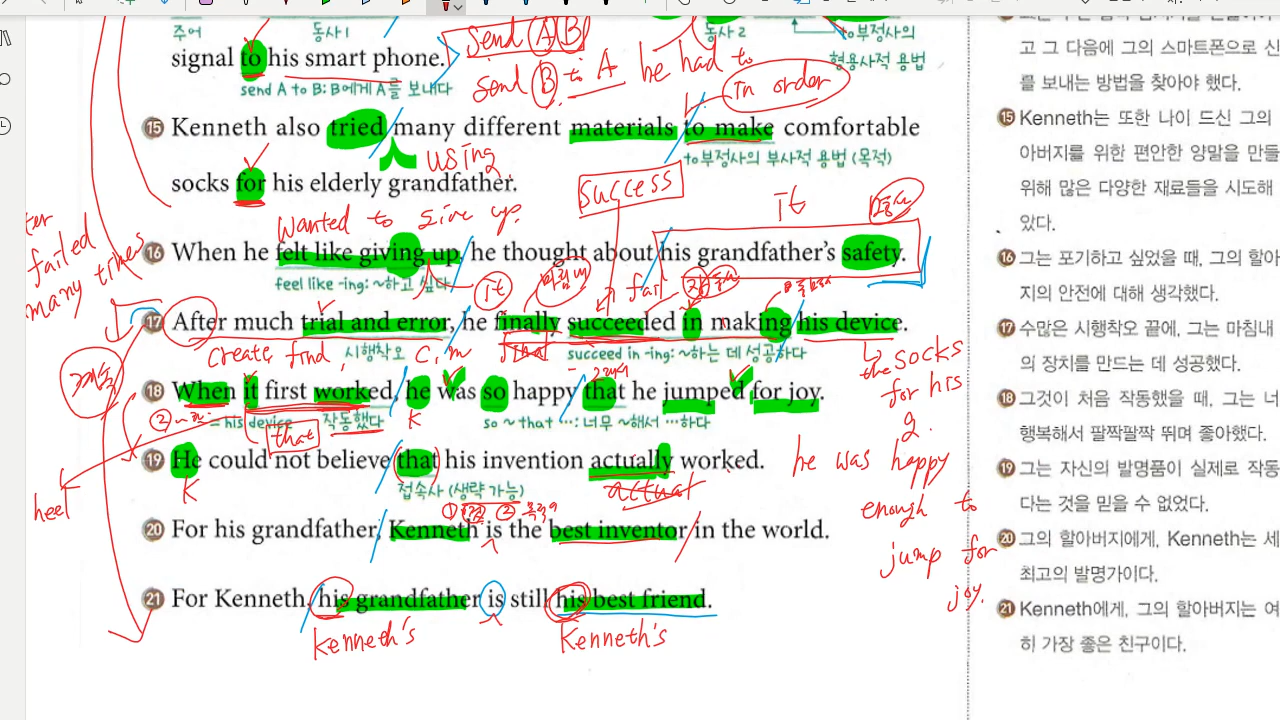 주어 동사 1 동사 2 to부정사의
형용사적 용법
signal to his smart phone.
send A to B: B에게 A를 보내다
Send A B
send B to A he had to
in order
⑮ Kenneth also tried many different materials to make comfortable
using
to부정사의 부사적 용법 (목적)
socks for his elderly grandfather.
success
wanted to give up. it
⑯ When he felt like giving up, he thought about his grandfather's safety.
feel like -ing: ~하고 싶다
it
fail
failed
many times
⑰ After much trial and error, he finally succeeded in making his device.
create, find, 시행착오 final succeed in -ing: ~하는 데 성공하다
the socks
for his
g.
⑱ When it first worked, he was so happy that he jumped for joy.
= his device 작동했다 K so ~ that …: 너무 ~해서 …하다
that
⑲ He could not believe (that) his invention actually worked.
K 접속사 (생략 가능) actual
he was happy
enough to
jump for
joy.
⑳ For his grandfather, Kenneth is the best inventor in the world.
㉑ For Kenneth, his grandfather is still his best friend.
Kenneth's Kenneth's
고 그 다음에 그의 스마트폰으로 신
를 보내는 방법을 찾아야 했다.
⑮ Kenneth는 또한 나이 드신 그의
아버지를 위한 편안한 양말을 만들
위해 많은 다양한 재료들을 시도해
았다.
⑯ 그는 포기하고 싶었을 때, 그의 할아
지의 안전에 대해 생각했다.
⑰ 수많은 시행착오 끝에, 그는 마침내
의 장치를 만드는 데 성공했다.
⑱ 그것이 처음 작동했을 때, 그는 너
행복해서 팔짝팔짝 뛰며 좋아했다.
⑲ 그는 자신의 발명품이 실제로 작동
다는 것을 믿을 수 없었다.
⑳ 그의 할아버지에게, Kenneth는 세
최고의 발명가이다.
㉑ Kenneth에게, 그의 할아버지는 여
히 가장 좋은 친구이다.